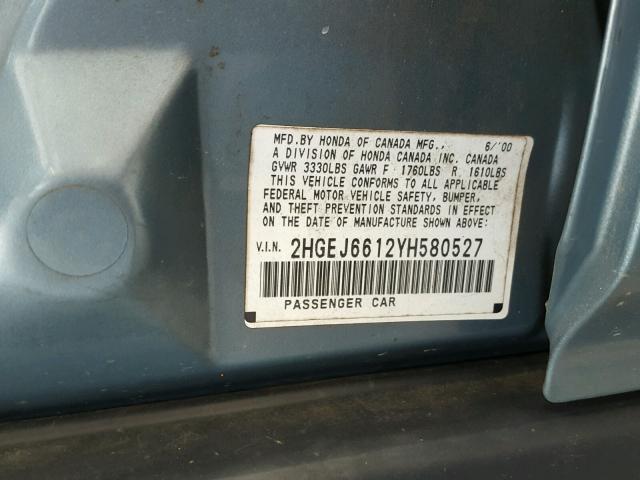 MFD.BY HONDA OF CANADA MFG., 6/'00
A DIVISION OF HONDA CANADA INC. CANADA
GVWR 3330LBS GAWR F 1760LBS R 1610LBS
THIS VEHICLE CONFORMS TO ALL APPLICABLE
FEDERAL MOTOR VEHICLE SAFETY, BUMPER,
AND THEFT PREVENTION STANDARDS IN EFFECT
ON THE DATE OF MANUFACTURE SHOWN ABOVE:
V.I.N. 2HGEJ6612YH580527
PASSENGER CAR